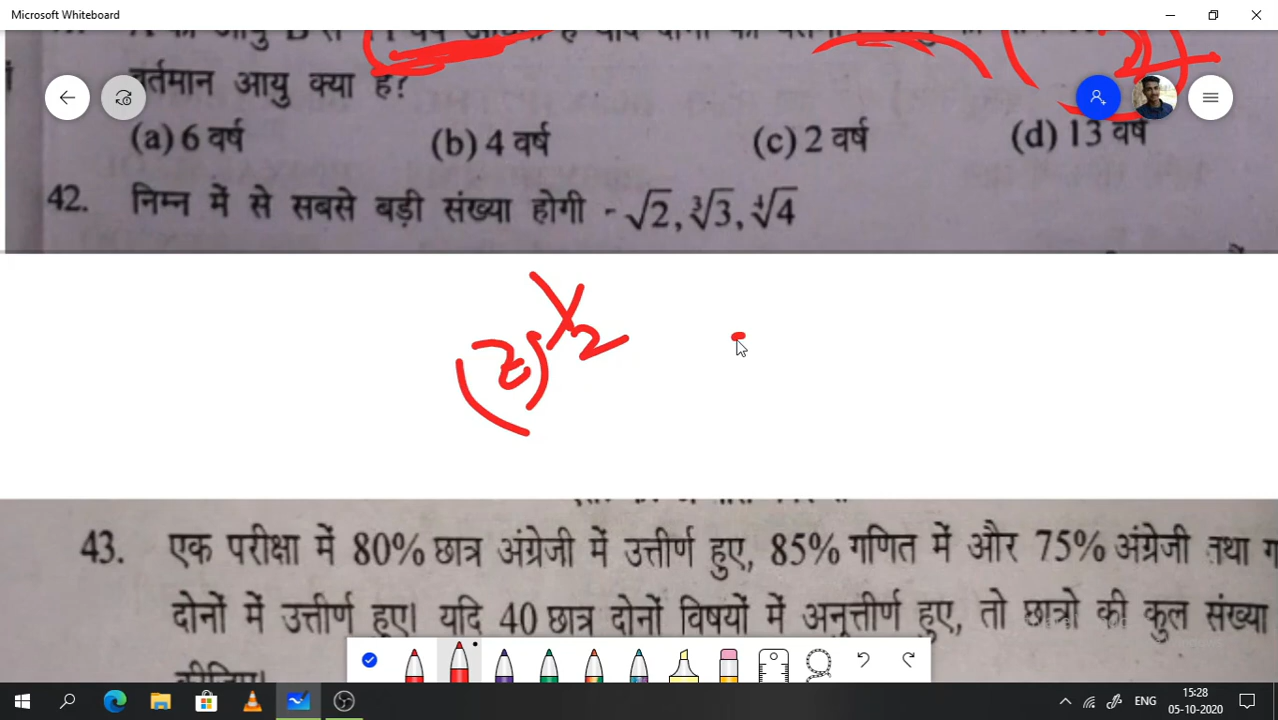 Microsoft Whiteboard
वर्तमान आयु क्या है?
(a) 6 वर्ष (b) 4 वर्ष (c) 2 वर्ष (d) 13 वर्ष
42. निम्न में से सबसे बड़ी संख्या होगी - √2, ∛3, ∜4
(2)^1/2
43. एक परीक्षा में 80% छात्र अंग्रेजी में उत्तीर्ण हुए, 85% गणित में और 75% अंग्रेजी तथा
दोनों में उत्तीर्ण हुए। यदि 40 छात्र दोनों विषयों में अनुत्तीर्ण हुए, तो छात्रो की कुल संख्या
ENG
15:28
05-10-2020